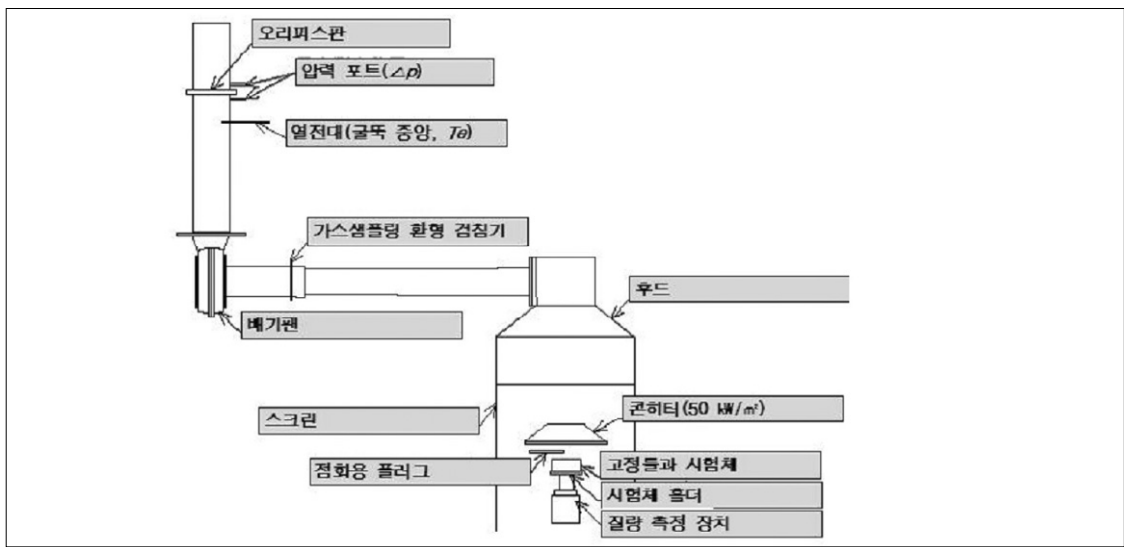 오리피스판
압력 포트(△p)
열전대(굴뚝 중앙, Te)
가스샘플링 환형 검침기
후드
배기팬
콘히터(50 kW/㎡)
스크린
점화용 플러그
고정틀과 시험체
시험체 홀더
질량 측정 장치